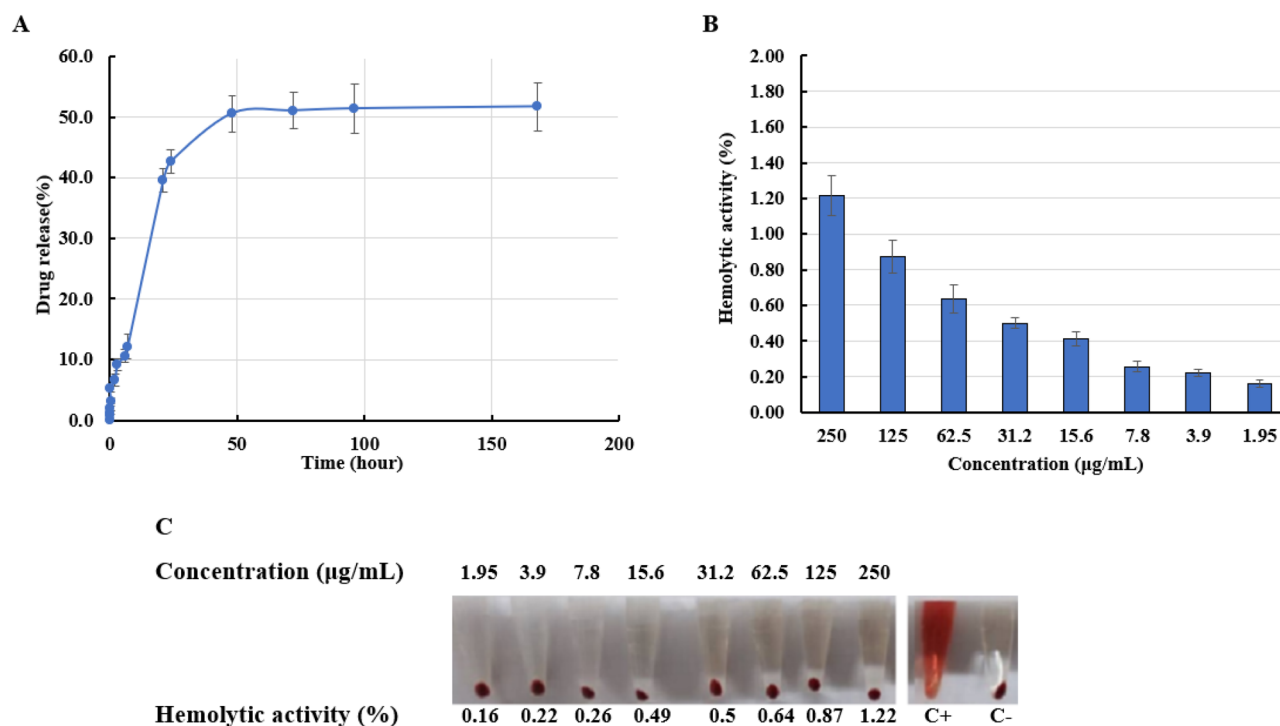 A
60.0
50.0
40.0
30.0
20.0
10.0
0.0
Drug release(%)
0 50 100 150 200
Time (hour)
B
2.00
1.80
1.60
1.40
1.20
1.00
0.80
0.60
0.40
0.20
0.00
Hemolytic activity (%)
250 125 62.5 31.2 15.6 7.8 3.9 1.95
Concentration (µg/mL)
C
Concentration (µg/mL) 1.95 3.9 7.8 15.6 31.2 62.5 125 250
Hemolytic activity (%) 0.16 0.22 0.26 0.49 0.5 0.64 0.87 1.22 C+ C-